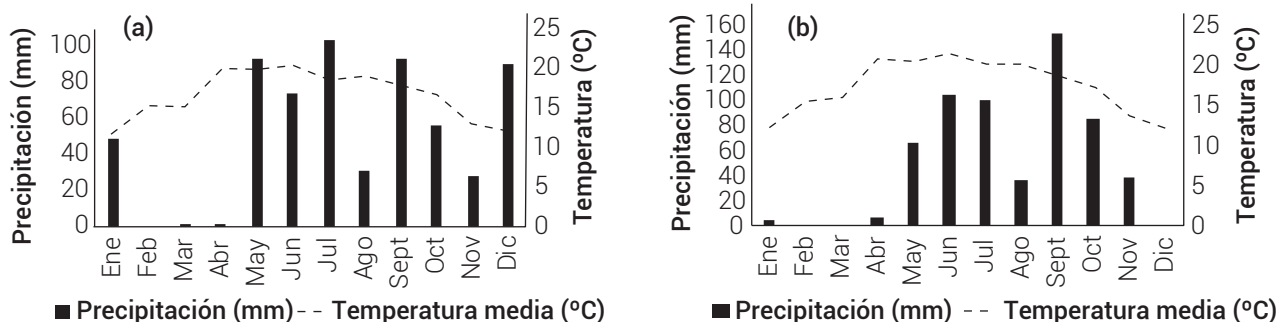 (a)
Precipitación (mm)
100
80
60
40
20
0
25
20
15
10
5
0
Temperatura (ºC)
Ene Feb Mar Abr May Jun Jul Ago Sept Oct Nov Dic
Precipitación (mm) -- Temperatura media (ºC)
(b)
Precipitación (mm)
160
140
120
100
80
60
40
20
0
25
20
15
10
5
0
Temperatura (ºC)
Ene Feb Mar Abr May Jun Jul Ago Sept Oct Nov Dic
Precipitación (mm) -- Temperatura media (ºC)